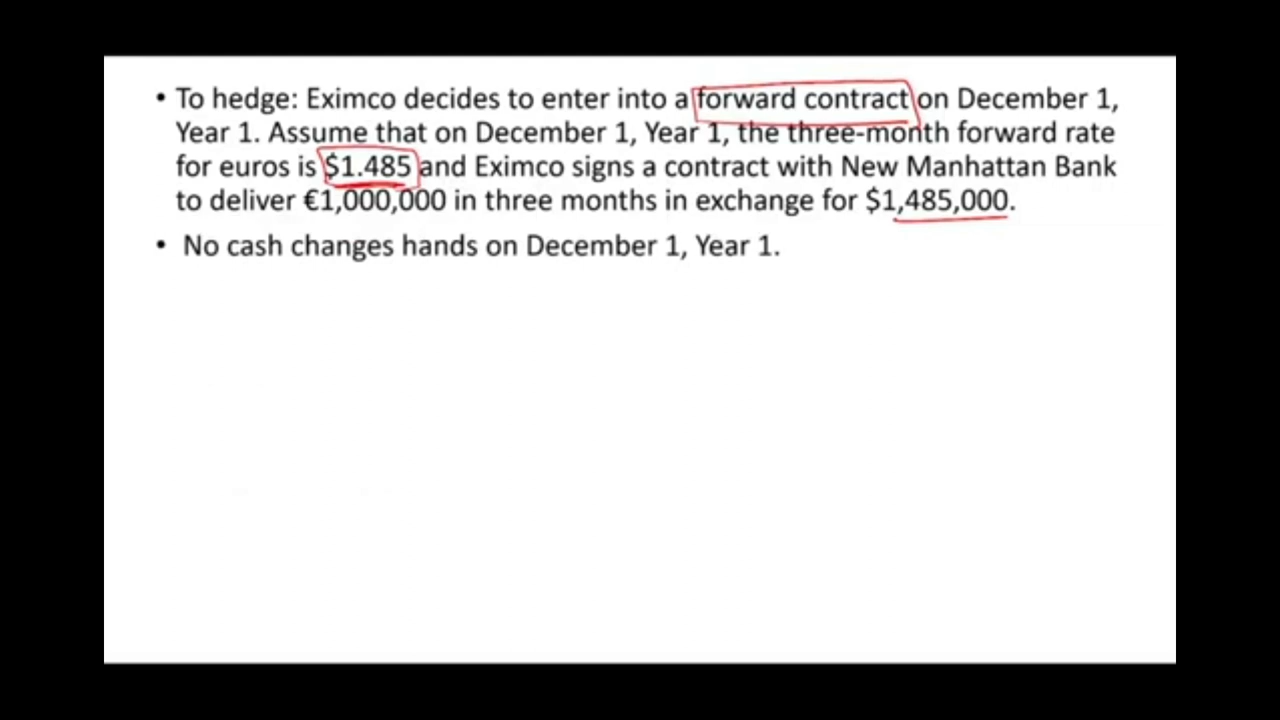 • To hedge: Eximco decides to enter into a forward contract on December 1,
Year 1. Assume that on December 1, Year 1, the three-month forward rate
for euros is $1.485 and Eximco signs a contract with New Manhattan Bank
to deliver €1,000,000 in three months in exchange for $1,485,000.
• No cash changes hands on December 1, Year 1.